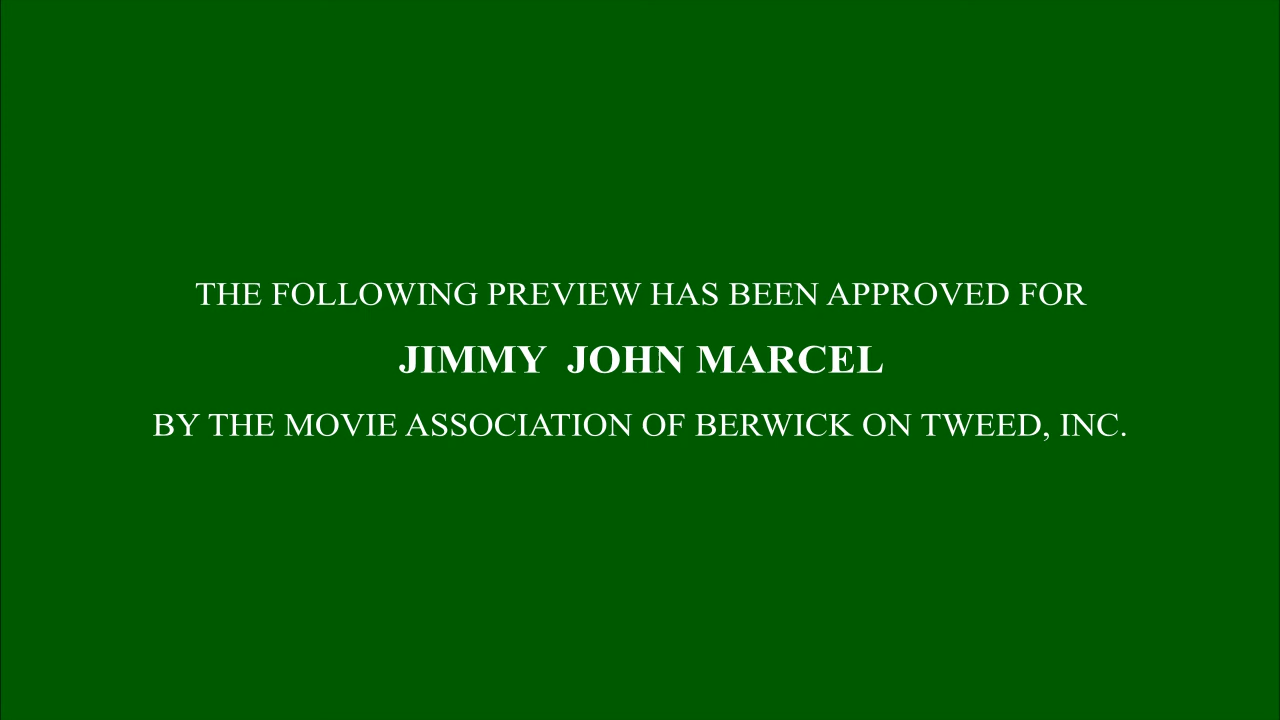 THE FOLLOWING PREVIEW HAS BEEN APPROVED FOR
JIMMY  JOHN MARCEL
BY THE MOVIE ASSOCIATION OF BERWICK ON TWEED, INC.